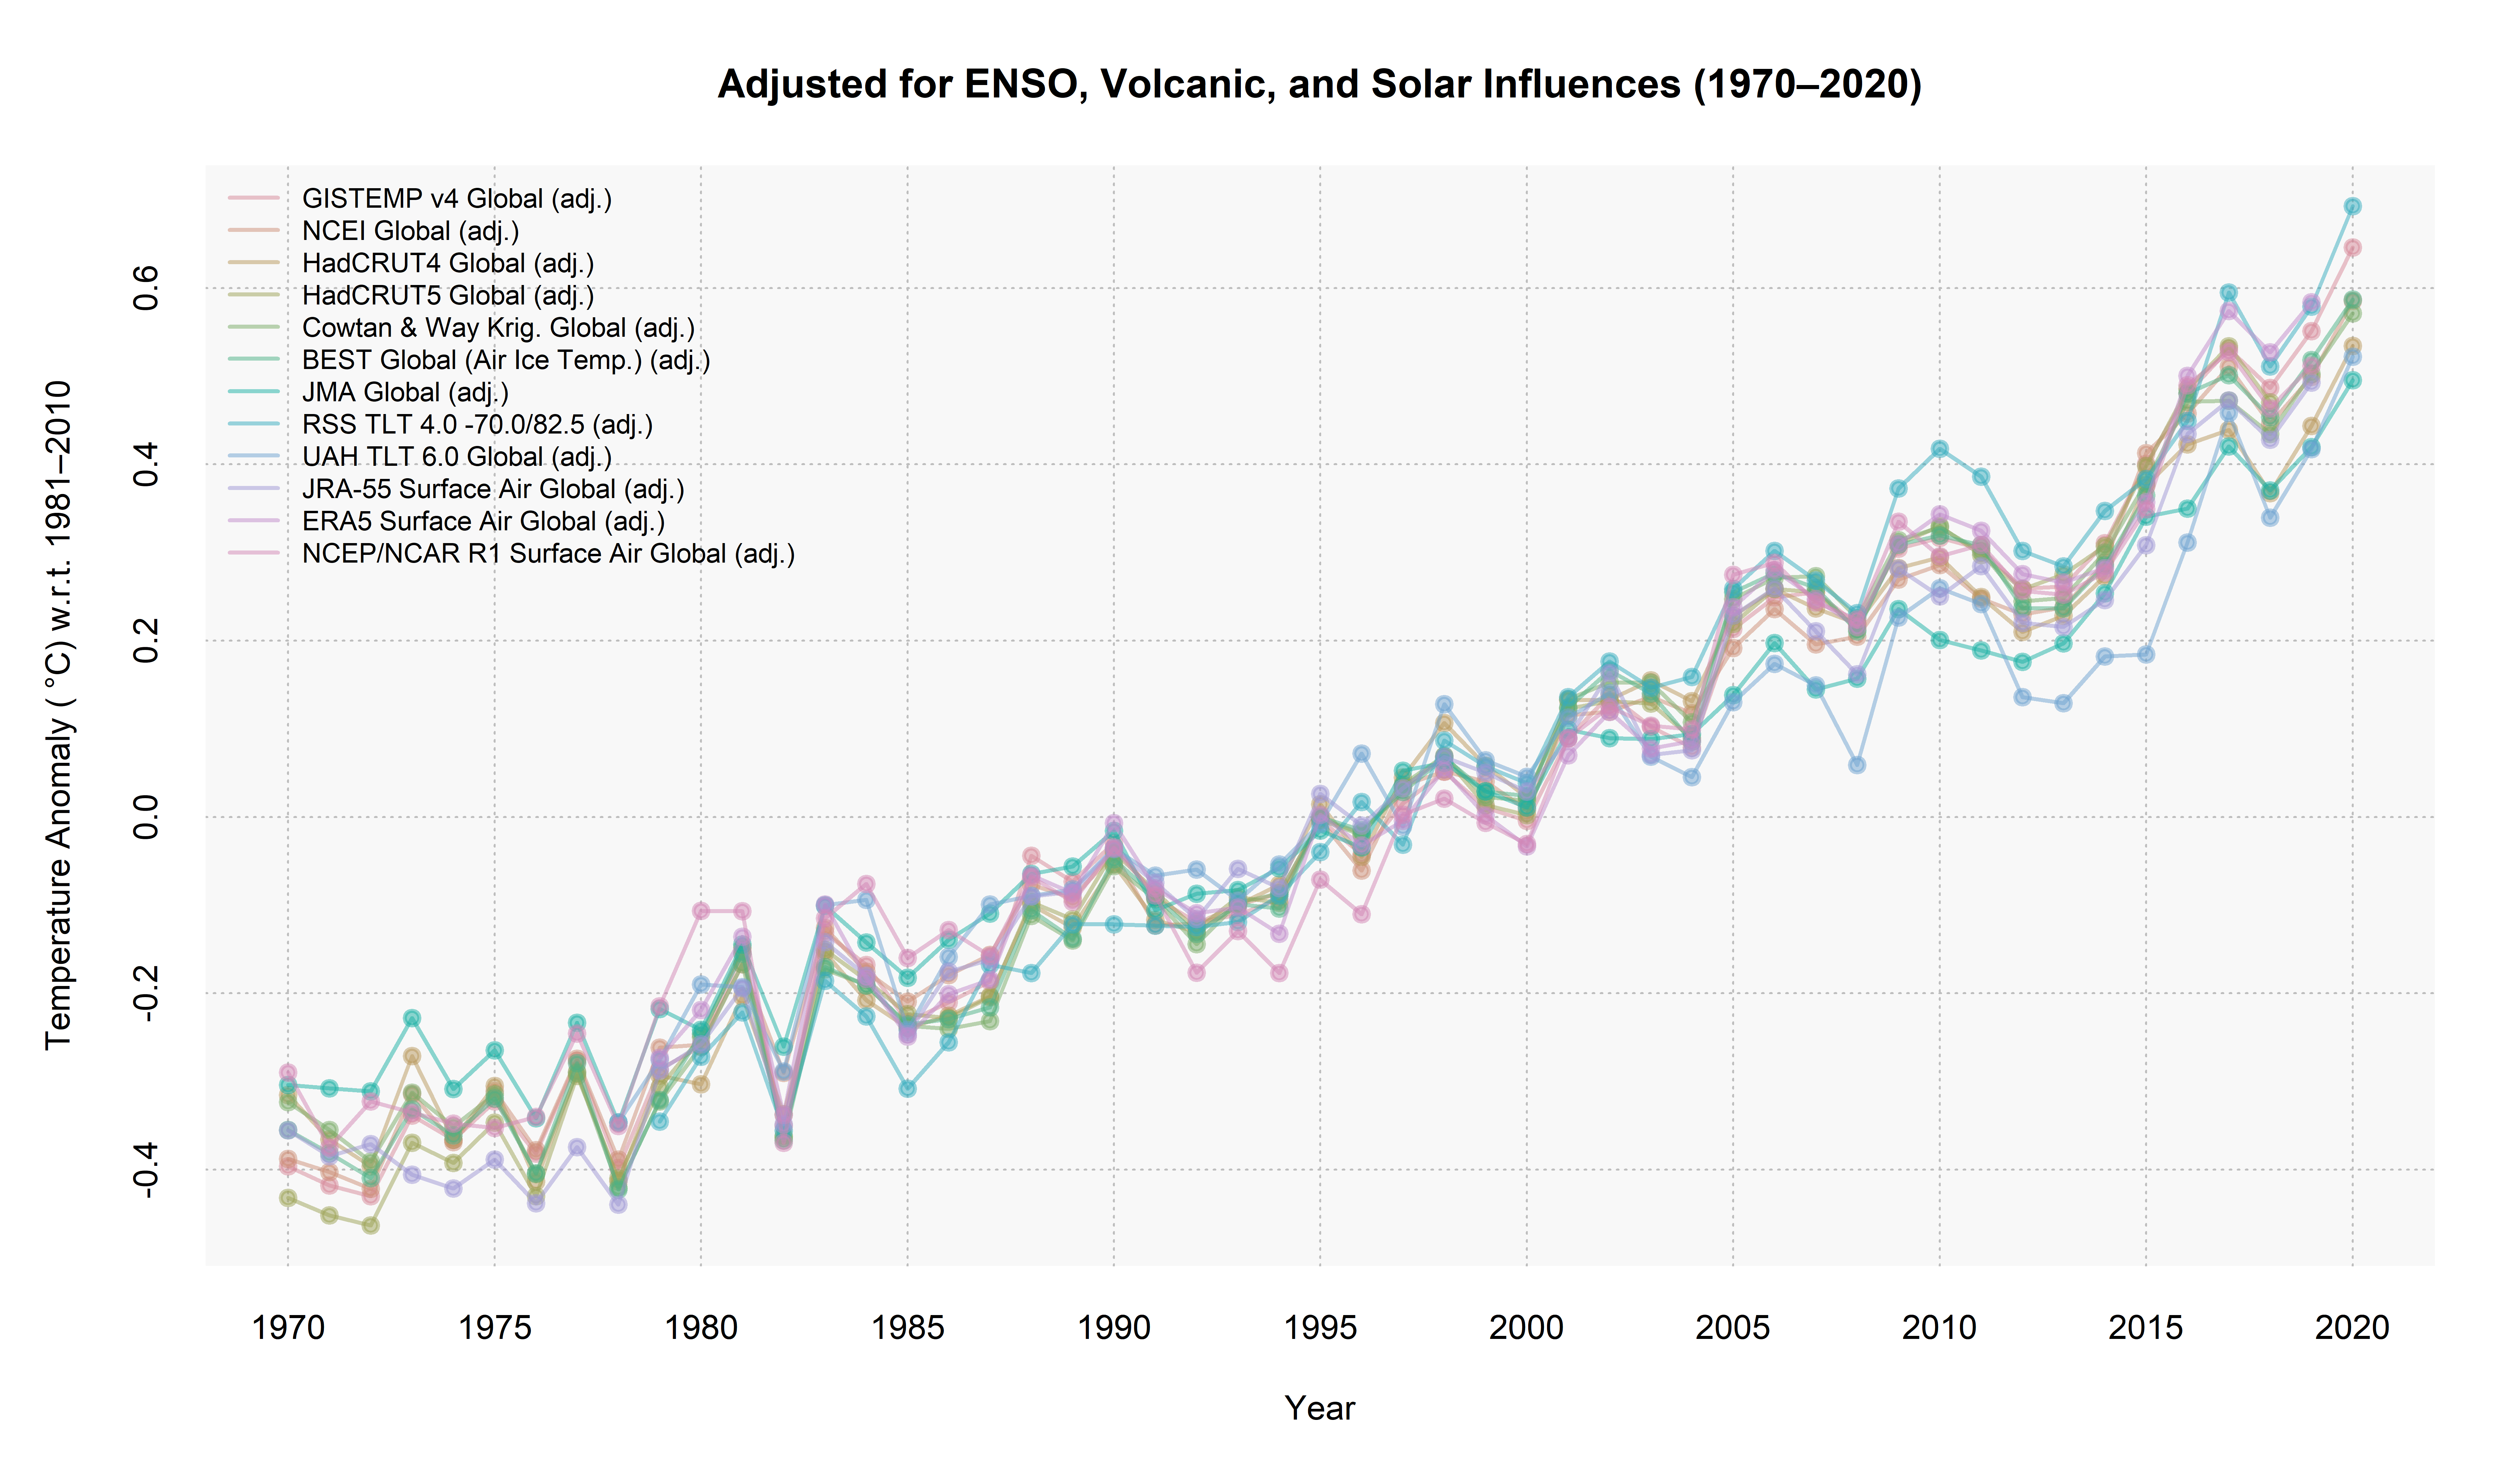 Adjusted for ENSO, Volcanic, and Solar Influences (1970–2020)
GISTEMP v4 Global (adj.)
NCEI Global (adj.)
HadCRUT4 Global (adj.)
HadCRUT5 Global (adj.)
Cowtan & Way Krig. Global (adj.)
BEST Global (Air Ice Temp.) (adj.)
JMA Global (adj.)
RSS TLT 4.0 -70.0/82.5 (adj.)
UAH TLT 6.0 Global (adj.)
JRA-55 Surface Air Global (adj.)
ERA5 Surface Air Global (adj.)
NCEP/NCAR R1 Surface Air Global (adj.)
Temperature Anomaly ( °C) w.r.t. 1981–2010
0.6
0.4
0.2
0.0
-0.2
-0.4
1970 1975 1980 1985 1990 1995 2000 2005 2010 2015 2020
Year